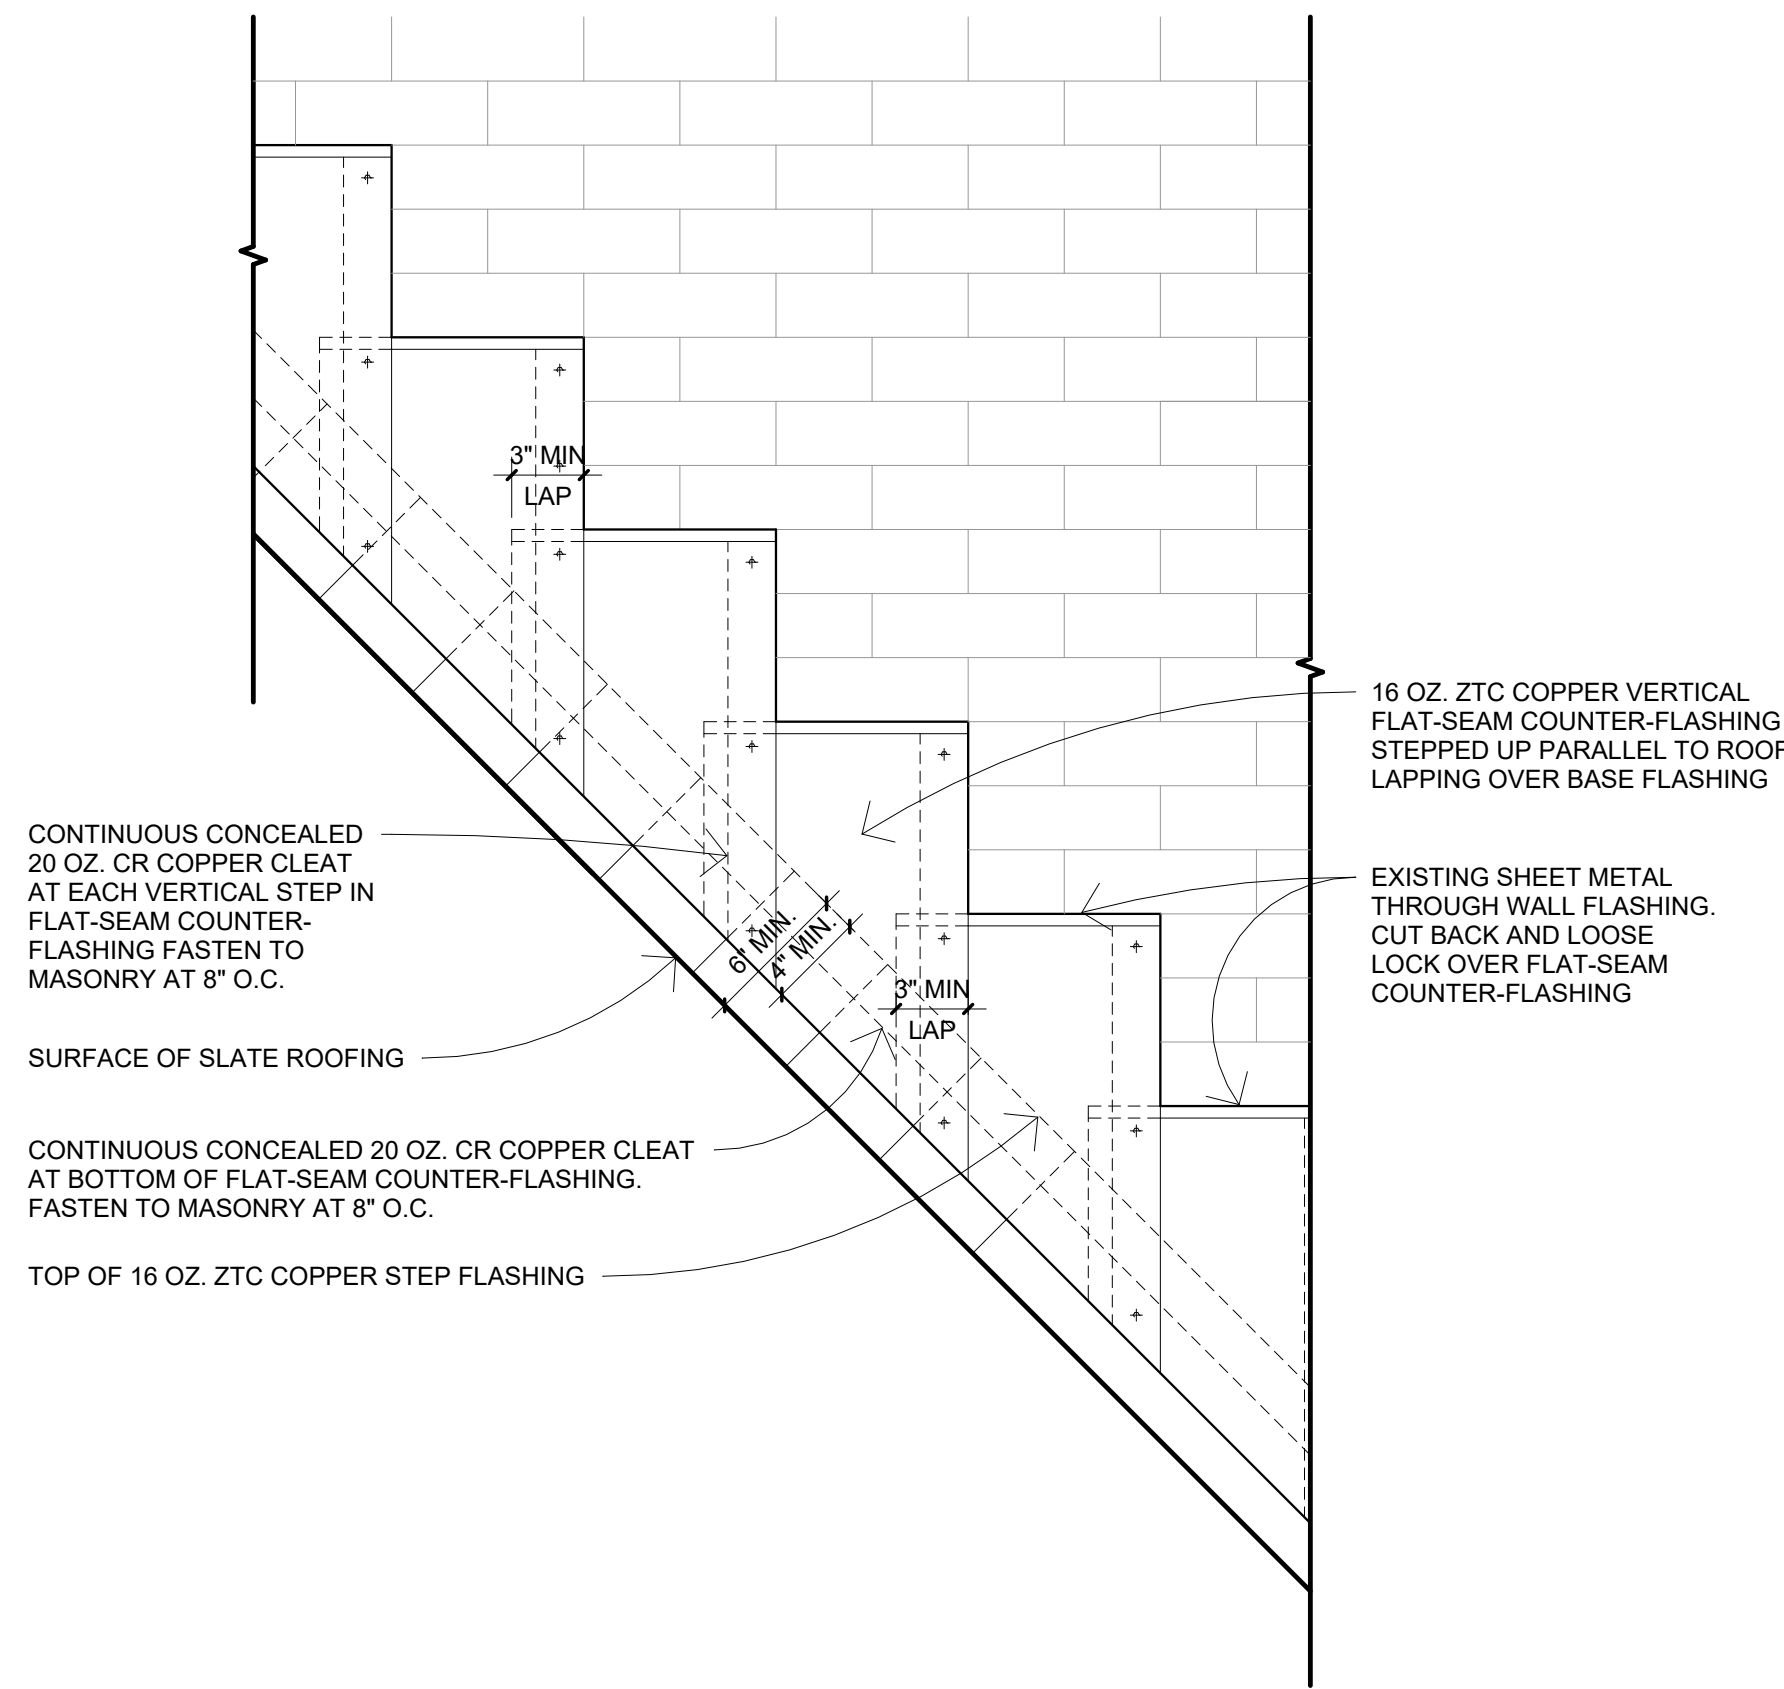 3" MIN
LAP
16 OZ. ZTC COPPER VERTICAL
FLAT-SEAM COUNTER-FLASHING
STEPPED UP PARALLEL TO ROOF
LAPPING OVER BASE FLASHING
CONTINUOUS CONCEALED
20 OZ. CR COPPER CLEAT
AT EACH VERTICAL STEP IN
FLAT-SEAM COUNTER-
FLASHING FASTEN TO
MASONRY AT 8" O.C.
EXISTING SHEET METAL
THROUGH WALL FLASHING.
CUT BACK AND LOOSE
LOCK OVER FLAT-SEAM
COUNTER-FLASHING
6" MIN.
4" MIN.
3" MIN
LAP
SURFACE OF SLATE ROOFING
CONTINUOUS CONCEALED 20 OZ. CR COPPER CLEAT
AT BOTTOM OF FLAT-SEAM COUNTER-FLASHING.
FASTEN TO MASONRY AT 8" O.C.
TOP OF 16 OZ. ZTC COPPER STEP FLASHING